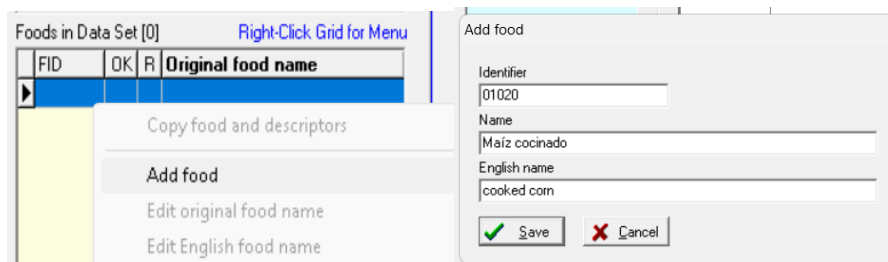 Foods in Data Set [0] Right-Click Grid for Menu
FID OK R Original food name
Copy food and descriptors
Add food
Edit original food name
Edit English food name
Add food
Identifier
01020
Name
Maíz cocinado
English name
cooked corn
Save Cancel